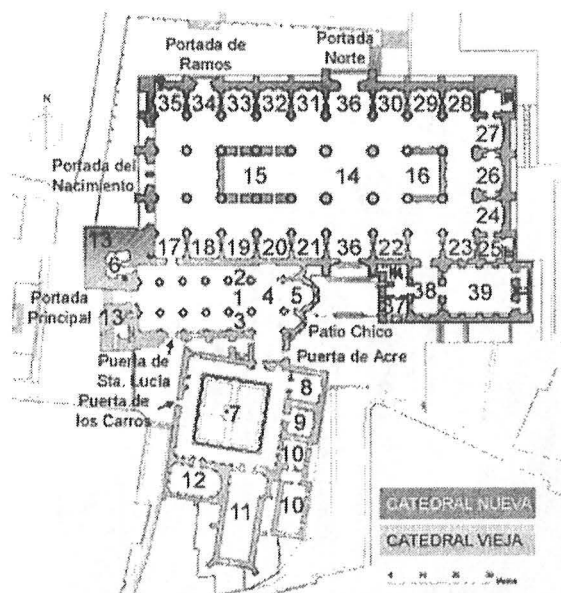 Portada de
Ramos
Portada
Norte
35 34 33 32 31 36 30 29 28
27
N
Portada del
Nacimiento
15 14 16
26
24
17 18 19 20 21 36 22 23 25
13
6
2
1 4 5
3
38 39
37
Portada
Principal
13
Patio Chico
Puerta de
Sta. Lucía
Puerta de Acre
Puerta de
los Carros
7
8
9
10
10
12
11
CATEDRAL NUEVA
CATEDRAL VIEJA